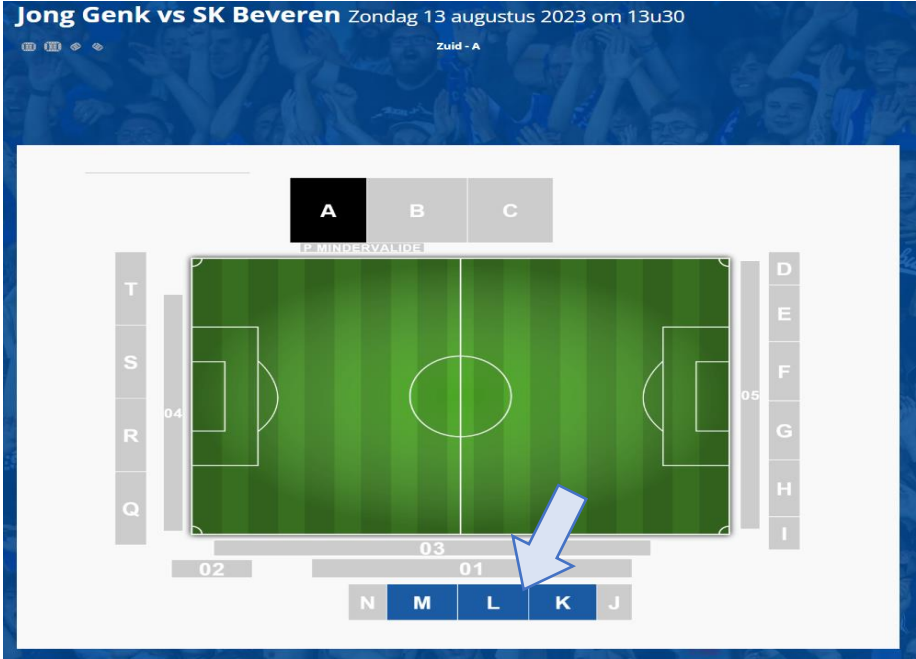 Jong Genk vs SK Beveren Zondag 13 augustus 2023 om 13u30
Zuid - A
A B C
P MINDERVALIDE
T
S
R
Q
04
D
E
F
G
H
I
05
03
02 01
N M L K J